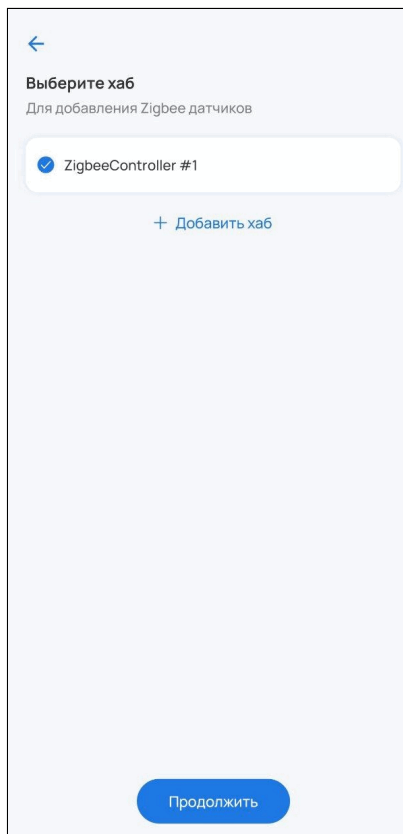 Выберите хаб
Для добавления Zigbee датчиков
ZigbeeController #1
+ Добавить хаб
Продолжить